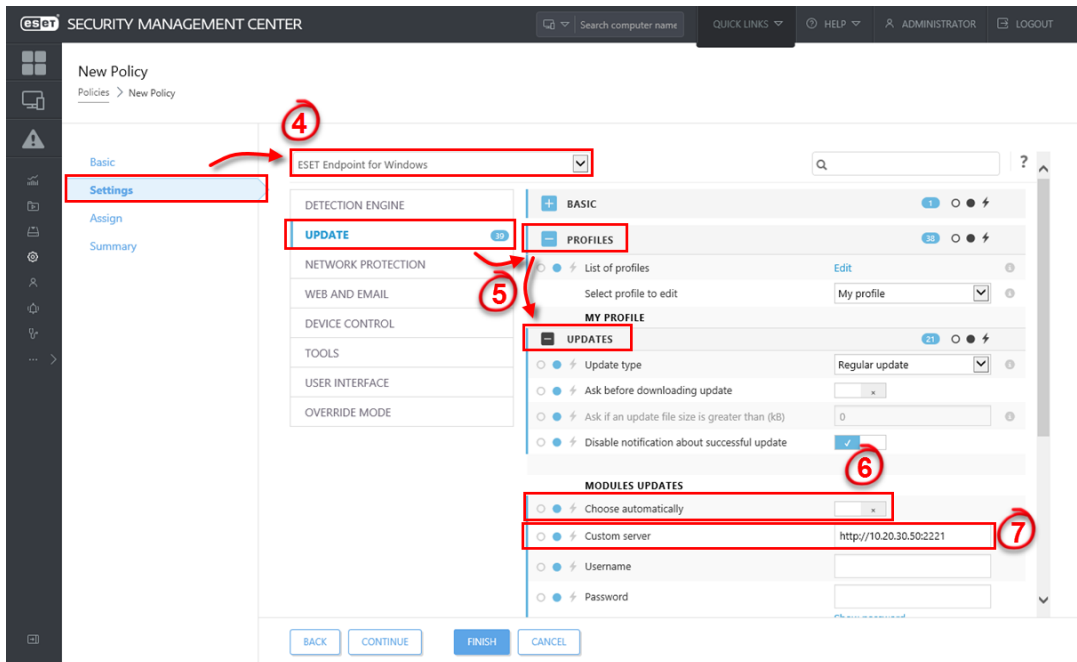 eset SECURITY MANAGEMENT CENTER
Search computer name
QUICK LINKS
HELP
ADMINISTRATOR
LOGOUT
New Policy
Policies > New Policy
4
Basic
Settings
Assign
Summary
ESET Endpoint for Windows
?
DETECTION ENGINE
UPDATE 39
NETWORK PROTECTION
WEB AND EMAIL
DEVICE CONTROL
TOOLS
USER INTERFACE
OVERRIDE MODE
5
BASIC 1
PROFILES 38
List of profiles Edit
Select profile to edit My profile
MY PROFILE
UPDATES 21
Update type Regular update
Ask before downloading update
Ask if an update file size is greater than (kB) 0
Disable notification about successful update
6
MODULES UPDATES
Choose automatically
Custom server http://10.20.30.50:2221
7
Username
Password
Show password
BACK CONTINUE FINISH CANCEL